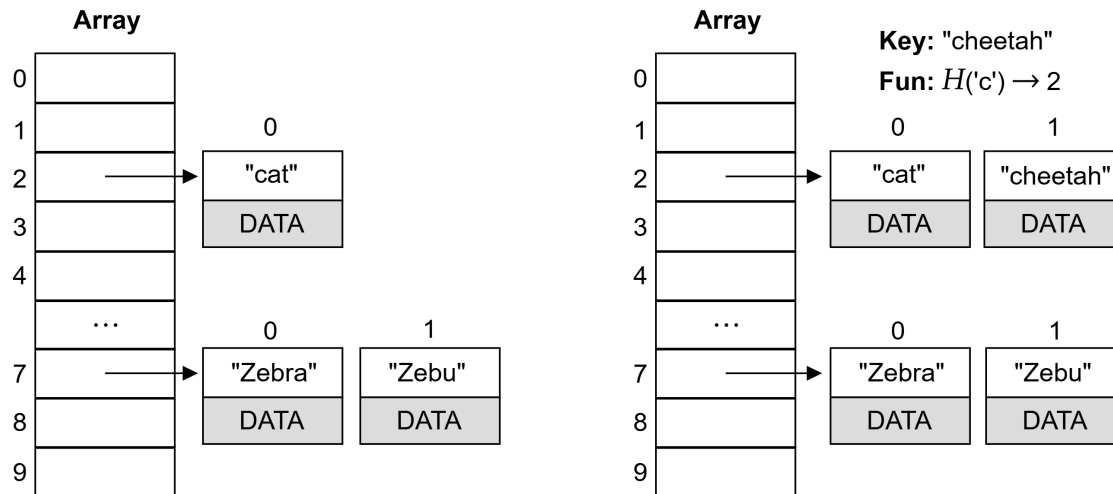 Array
0
1
0
2
"cat"
3
DATA
4
...
0
1
7
"Zebra"
"Zebu"
8
DATA
DATA
9
Array
Key: "cheetah"
Fun: H('c') → 2
0
1
0
1
2
"cat"
"cheetah"
3
DATA
DATA
4
...
0
1
7
"Zebra"
"Zebu"
8
DATA
DATA
9